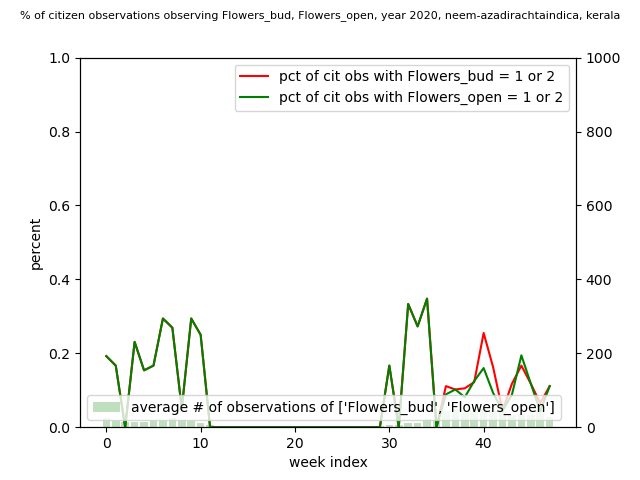 % of citizen observations observing Flowers_bud, Flowers_open, year 2020, neem-azadirachtaindica, kerala
pct of cit obs with Flowers_bud = 1 or 2
pct of cit obs with Flowers_open = 1 or 2
1.0
0.8
0.6
0.4
0.2
0.0
percent
1000
800
600
400
200
0
average # of observations of ['Flowers_bud', 'Flowers_open']
0 10 20 30 40
week index